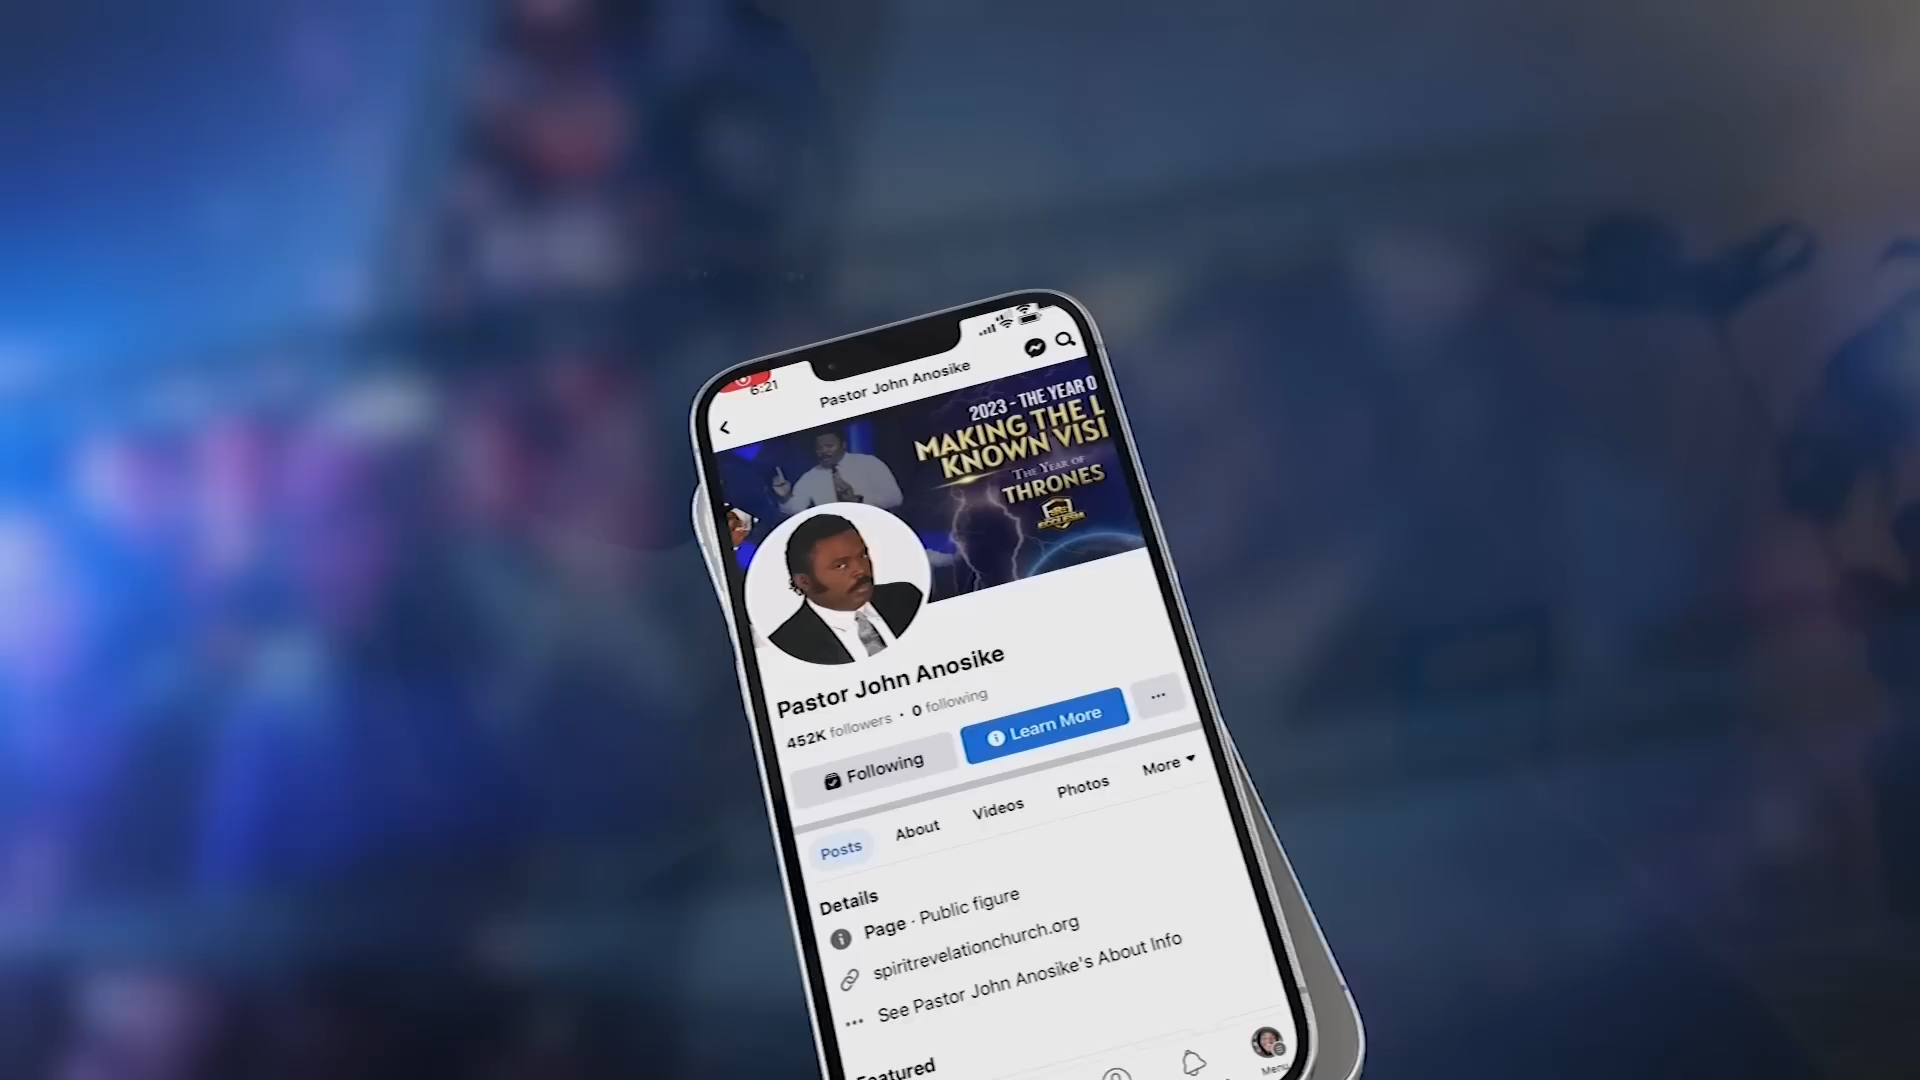 6:21
Pastor John Anosike
2023 - THE YEAR O
MAKING THE L
KNOWN VISI
THE YEAR OF
THRONES
ECCLESIA
Pastor John Anosike
452K followers · 0 following
Following
Learn More
Posts
About
Videos
Photos
More
Details
Page · Public figure
spiritrevelationchurch.org
See Pastor John Anosike's About Info
Featured
Menu